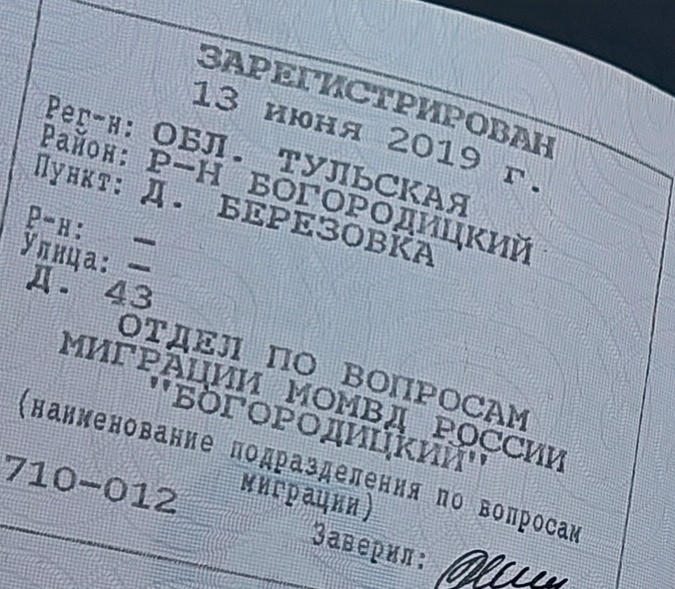 ЗАРЕГИСТРИРОВАН
13 июня 2019 г.
Рег-н: ОБЛ. ТУЛЬСКАЯ
Район: Р-Н БОГОРОДИЦКИЙ
Пункт: Д. БЕРЕЗОВКА
Р-н: –
Улица: –
Д. 43
ОТДЕЛ ПО ВОПРОСАМ
МИГРАЦИИ МОМВД РОССИИ
"БОГОРОДИЦКИЙ"
(наименование подразделения по вопросам
миграции)
710-012
Заверил: